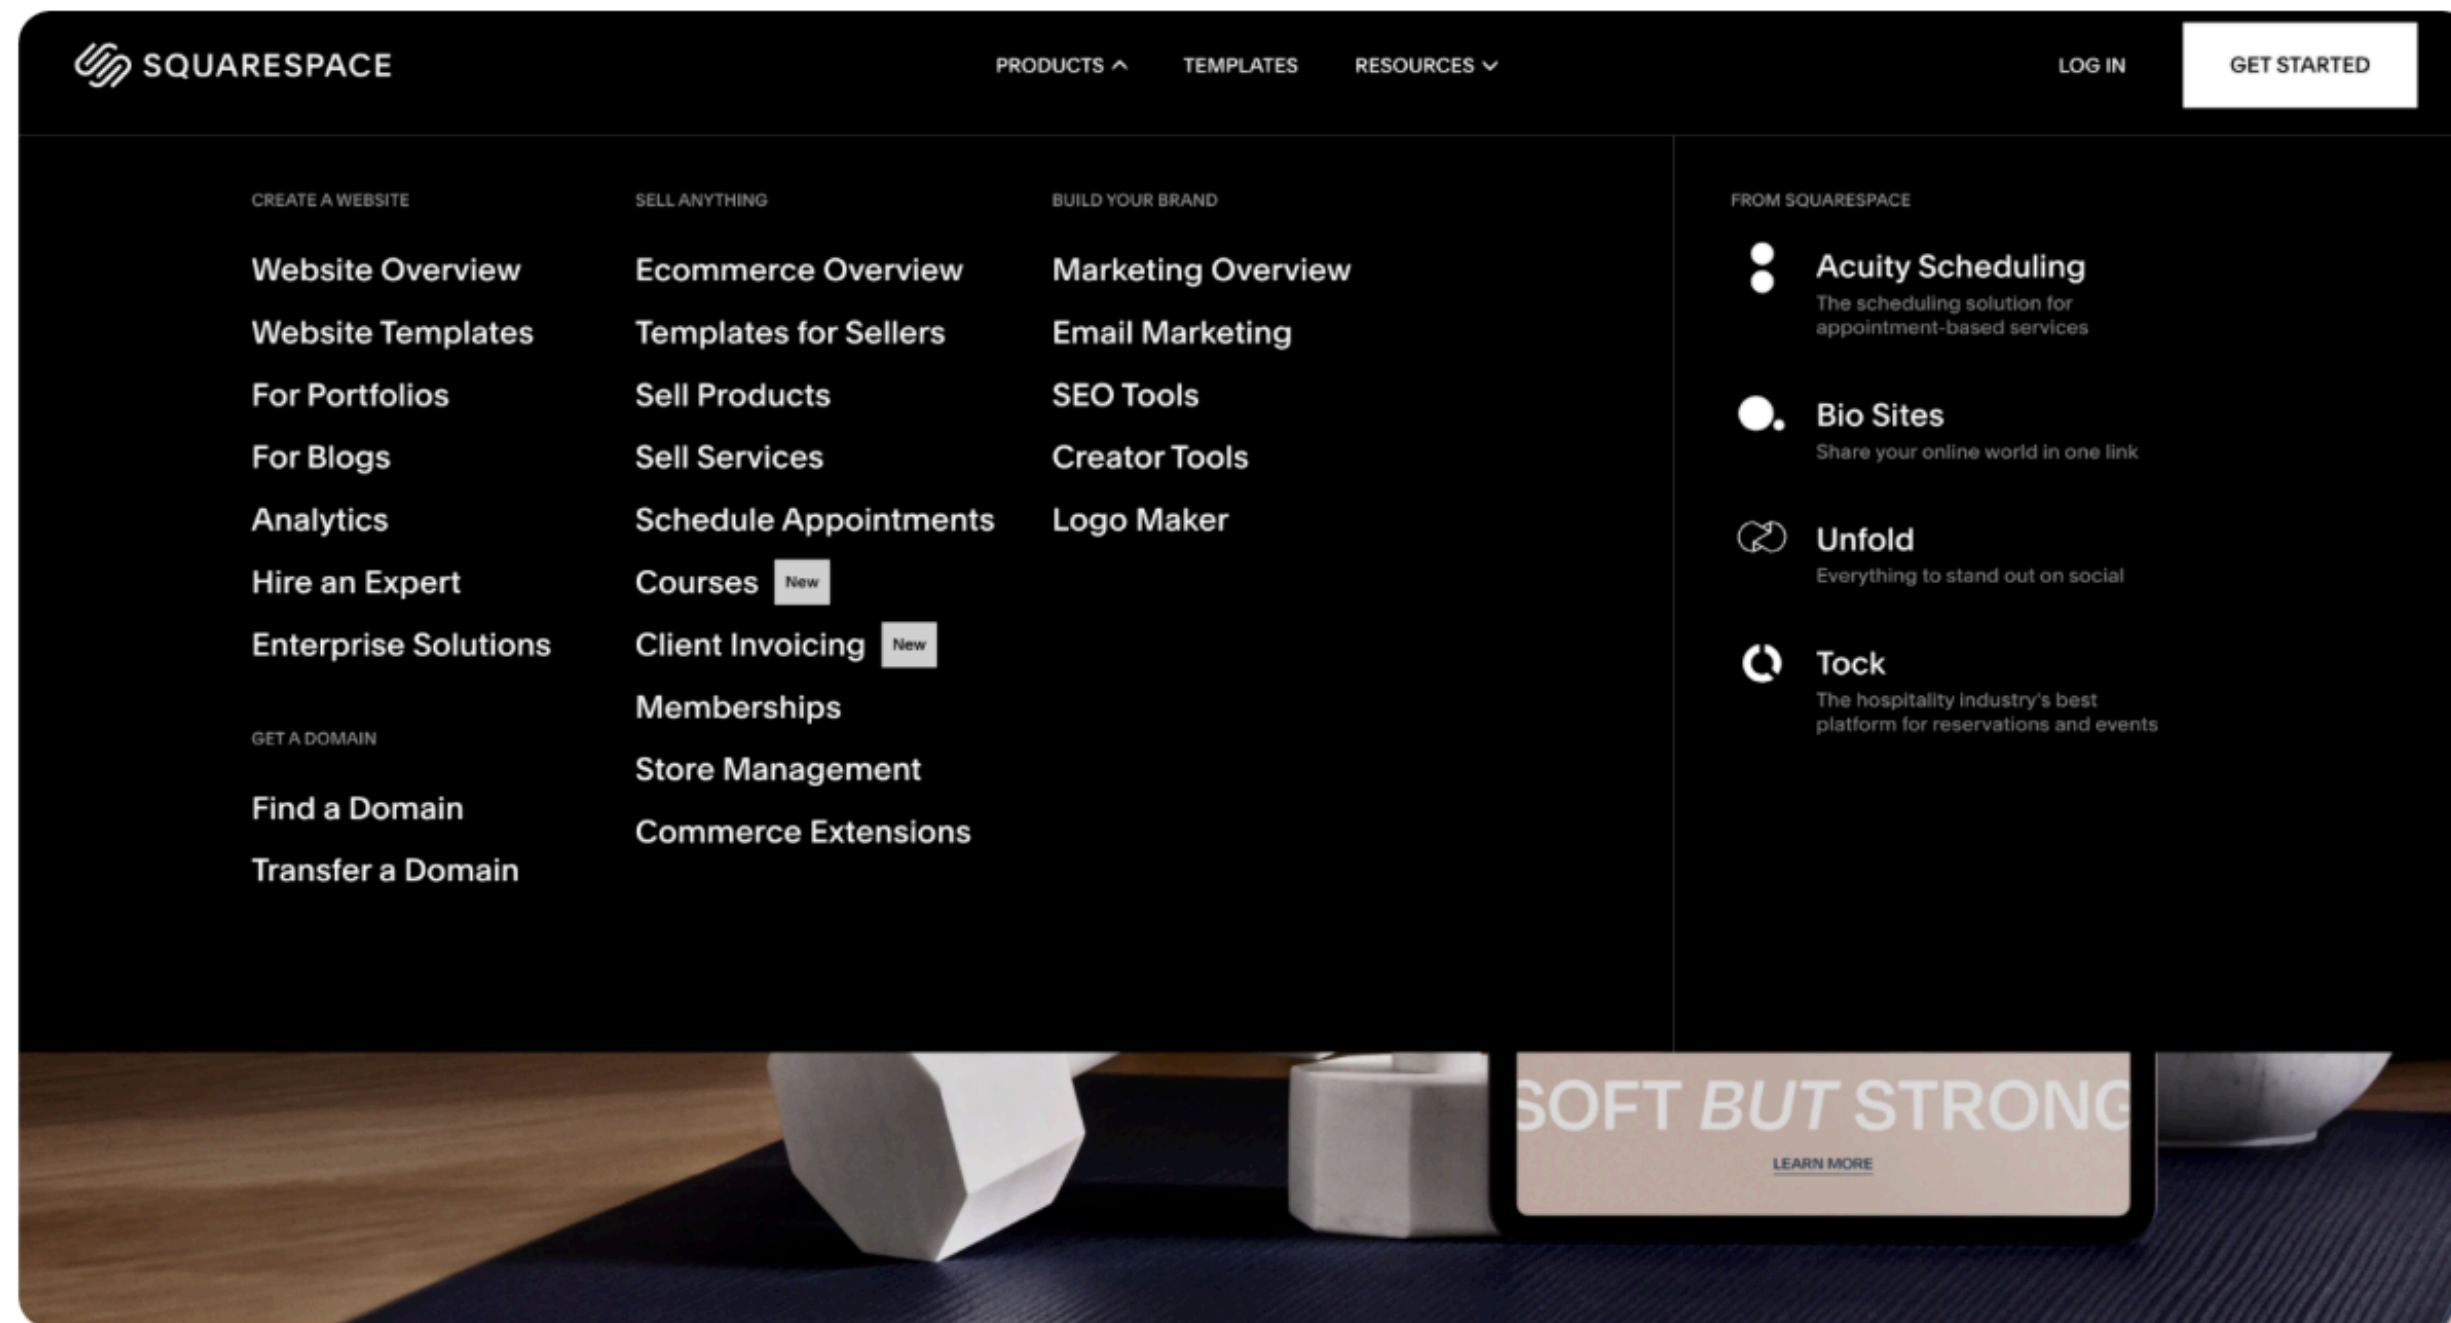 SQUARESPACE
PRODUCTS
TEMPLATES
RESOURCES
LOG IN
GET STARTED
CREATE A WEBSITE
Website Overview
Website Templates
For Portfolios
For Blogs
Analytics
Hire an Expert
Enterprise Solutions
GET A DOMAIN
Find a Domain
Transfer a Domain
SELL ANYTHING
Ecommerce Overview
Templates for Sellers
Sell Products
Sell Services
Schedule Appointments
Courses New
Client Invoicing New
Memberships
Store Management
Commerce Extensions
BUILD YOUR BRAND
Marketing Overview
Email Marketing
SEO Tools
Creator Tools
Logo Maker
FROM SQUARESPACE
Acuity Scheduling
The scheduling solution for
appointment-based services
Bio Sites
Share your online world in one link
Unfold
Everything to stand out on social
Tock
The hospitality industry's best
platform for reservations and events
SOFT BUT STRONG
LEARN MORE